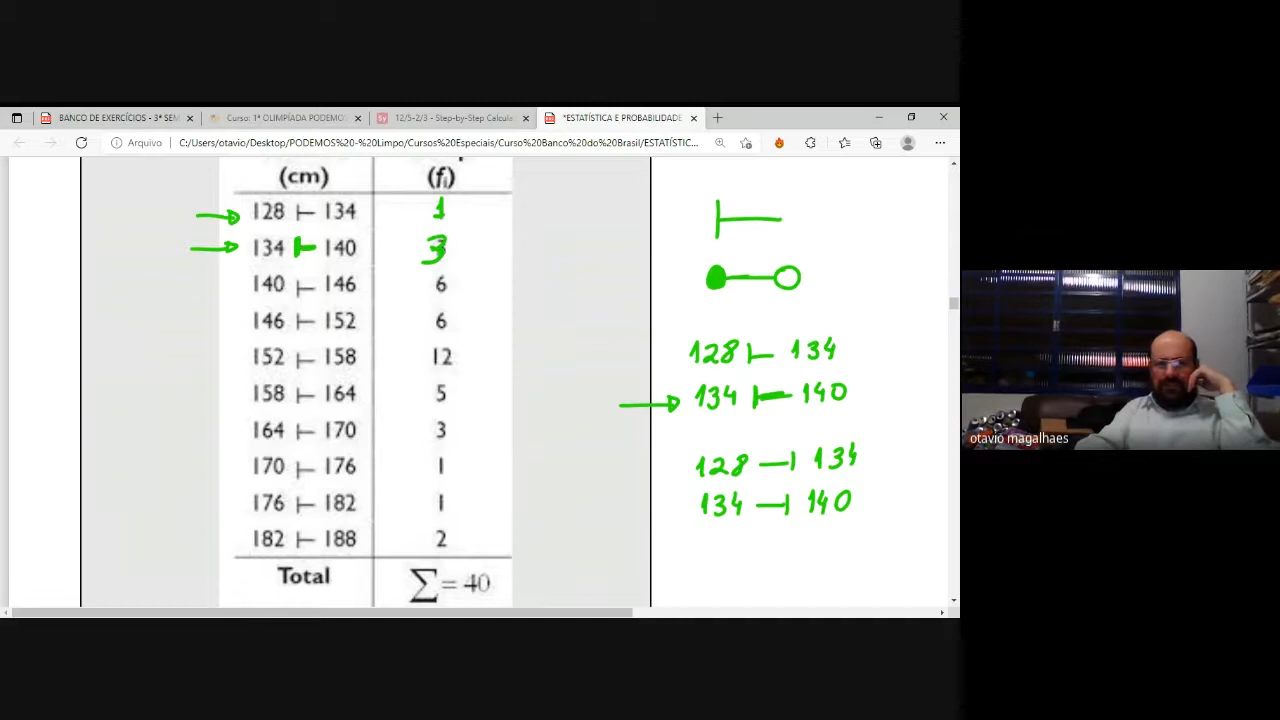 BANCO DE EXERCÍCIOS - 3ª SEM
Curso: 1ª OLIMPÍADA PODEMOS
12/5-2/3 - Step-by-Step Calcula
*ESTATÍSTICA E PROBABILIDADE
Arquivo
C:/Users/otavio/Desktop/PODEMOS%20-%20Limpo/Cursos%20Especiais/Curso%20Banco%20do%20Brasil/ESTATÍSTIC...
(cm) (fi)
128 ⊢ 134 1
134 ⊢ 140 3
140 ⊢ 146 6
146 ⊢ 152 6
152 ⊢ 158 12
158 ⊢ 164 5
164 ⊢ 170 3
170 ⊢ 176 1
176 ⊢ 182 1
182 ⊢ 188 2
Total ∑ = 40
128 ⊢ 134
134 ⊢ 140
128 ⊣ 134
134 ⊣ 140
otavio magalhaes